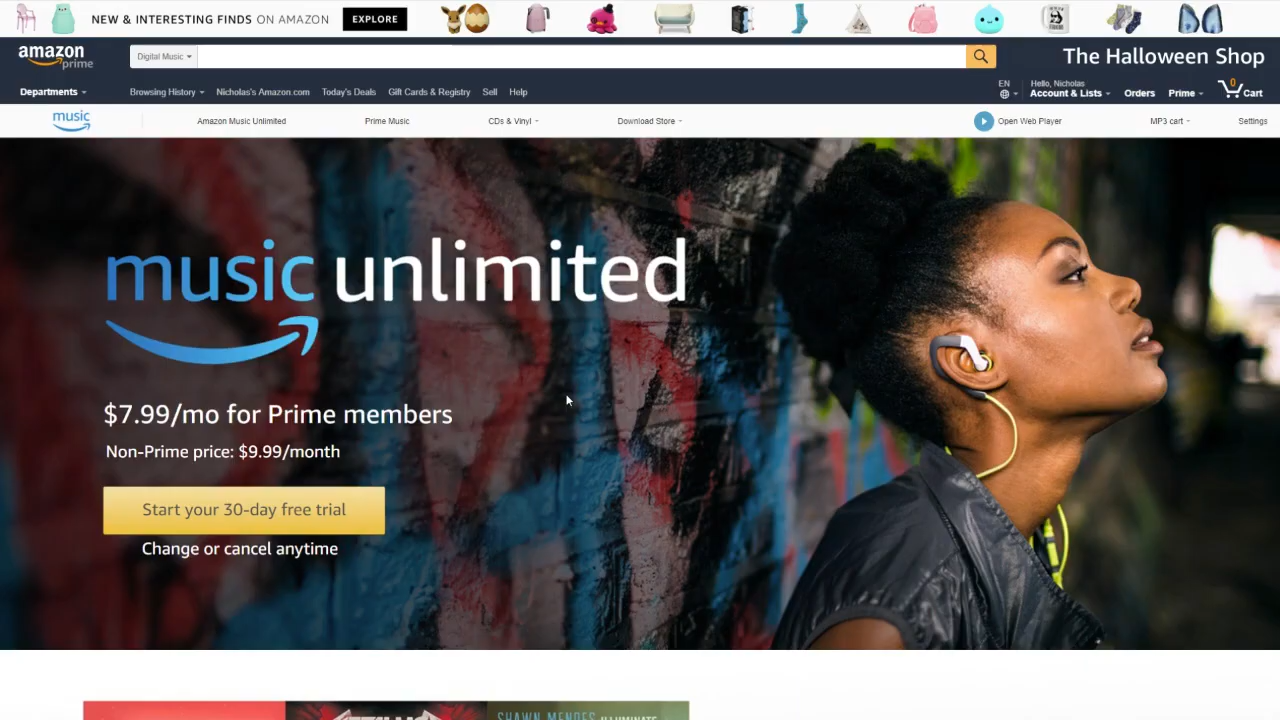 NEW & INTERESTING FINDS ON AMAZON EXPLORE
amazon prime
Digital Music
The Halloween Shop
Departments
Browsing History Nicholas's Amazon.com Today's Deals Gift Cards & Registry Sell Help
EN
Hello, Nicholas
Account & Lists
Orders
Prime
0
Cart
music
Amazon Music Unlimited
Prime Music
CDs & Vinyl
Download Store
Open Web Player
MP3 cart
Settings
music unlimited
$7.99/mo for Prime members
Non-Prime price: $9.99/month
Start your 30-day free trial
Change or cancel anytime
METALLICA
SHAWN MENDES ILLUMINATE